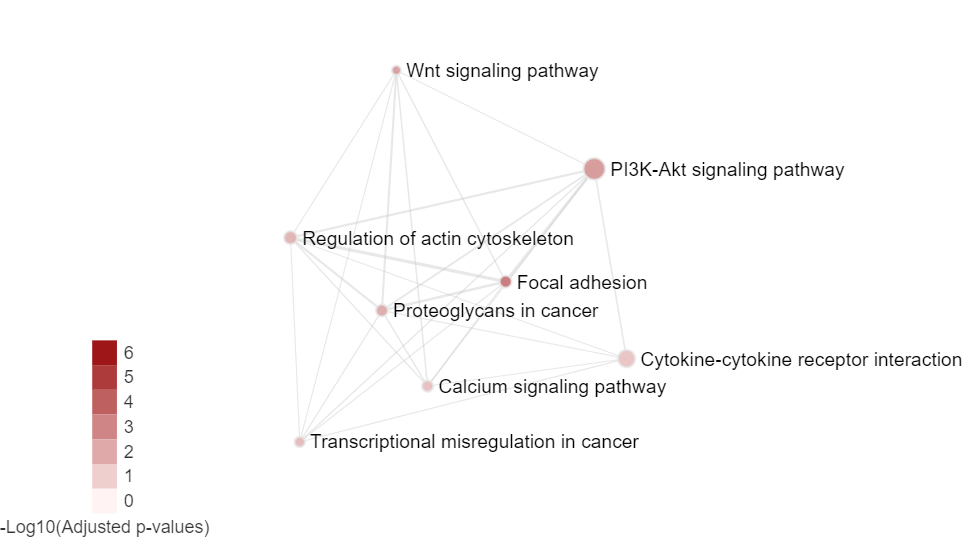 Wnt signaling pathway
PI3K-Akt signaling pathway
Regulation of actin cytoskeleton
Focal adhesion
Proteoglycans in cancer
Cytokine-cytokine receptor interaction
Calcium signaling pathway
Transcriptional misregulation in cancer
6
5
4
3
2
1
0
-Log10(Adjusted p-values)